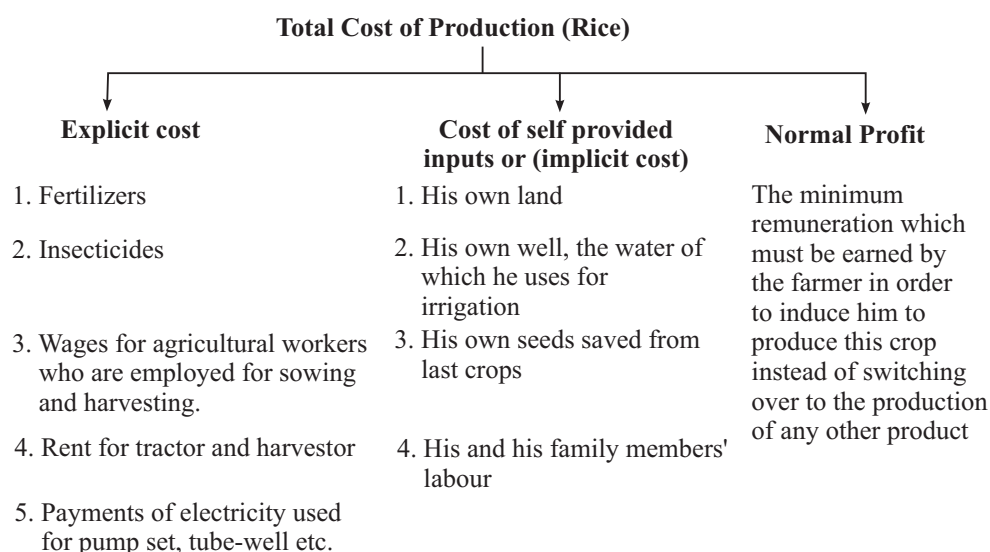 Total Cost of Production (Rice)
Explicit cost
1. Fertilizers
2. Insecticides
3. Wages for agricultural workers
who are employed for sowing
and harvesting.
4. Rent for tractor and harvestor
5. Payments of electricity used
for pump set, tube-well etc.
Cost of self provided
inputs or (implicit cost)
1. His own land
2. His own well, the water of
which he uses for
irrigation
3. His own seeds saved from
last crops
4. His and his family members'
labour
Normal Profit
The minimum
remuneration which
must be earned by
the farmer in order
to induce him to
produce this crop
instead of switching
over to the production
of any other product